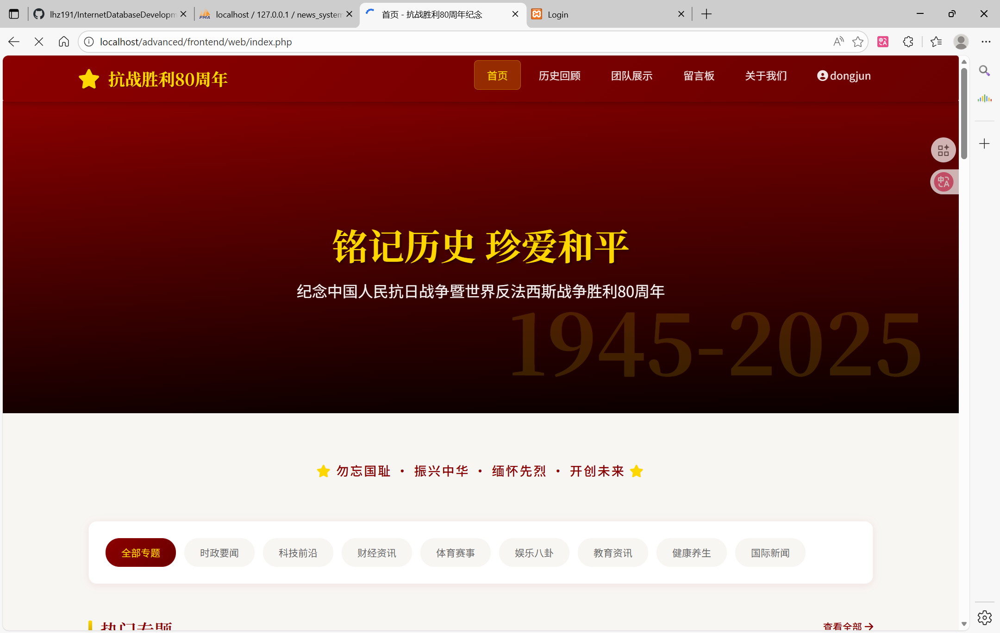 lhz191/InternetDatabaseDevelopm
localhost / 127.0.0.1 / news_system
首页 - 抗战胜利80周年纪念
Login
localhost/advanced/frontend/web/index.php
抗战胜利80周年
首页
历史回顾
团队展示
留言板
关于我们
dongjun
铭记历史 珍爱和平
纪念中国人民抗日战争暨世界反法西斯战争胜利80周年
1945-2025
勿忘国耻 · 振兴中华 · 缅怀先烈 · 开创未来
全部专题
时政要闻
科技前沿
财经资讯
体育赛事
娱乐八卦
教育资讯
健康养生
国际新闻
热门专题
查看全部